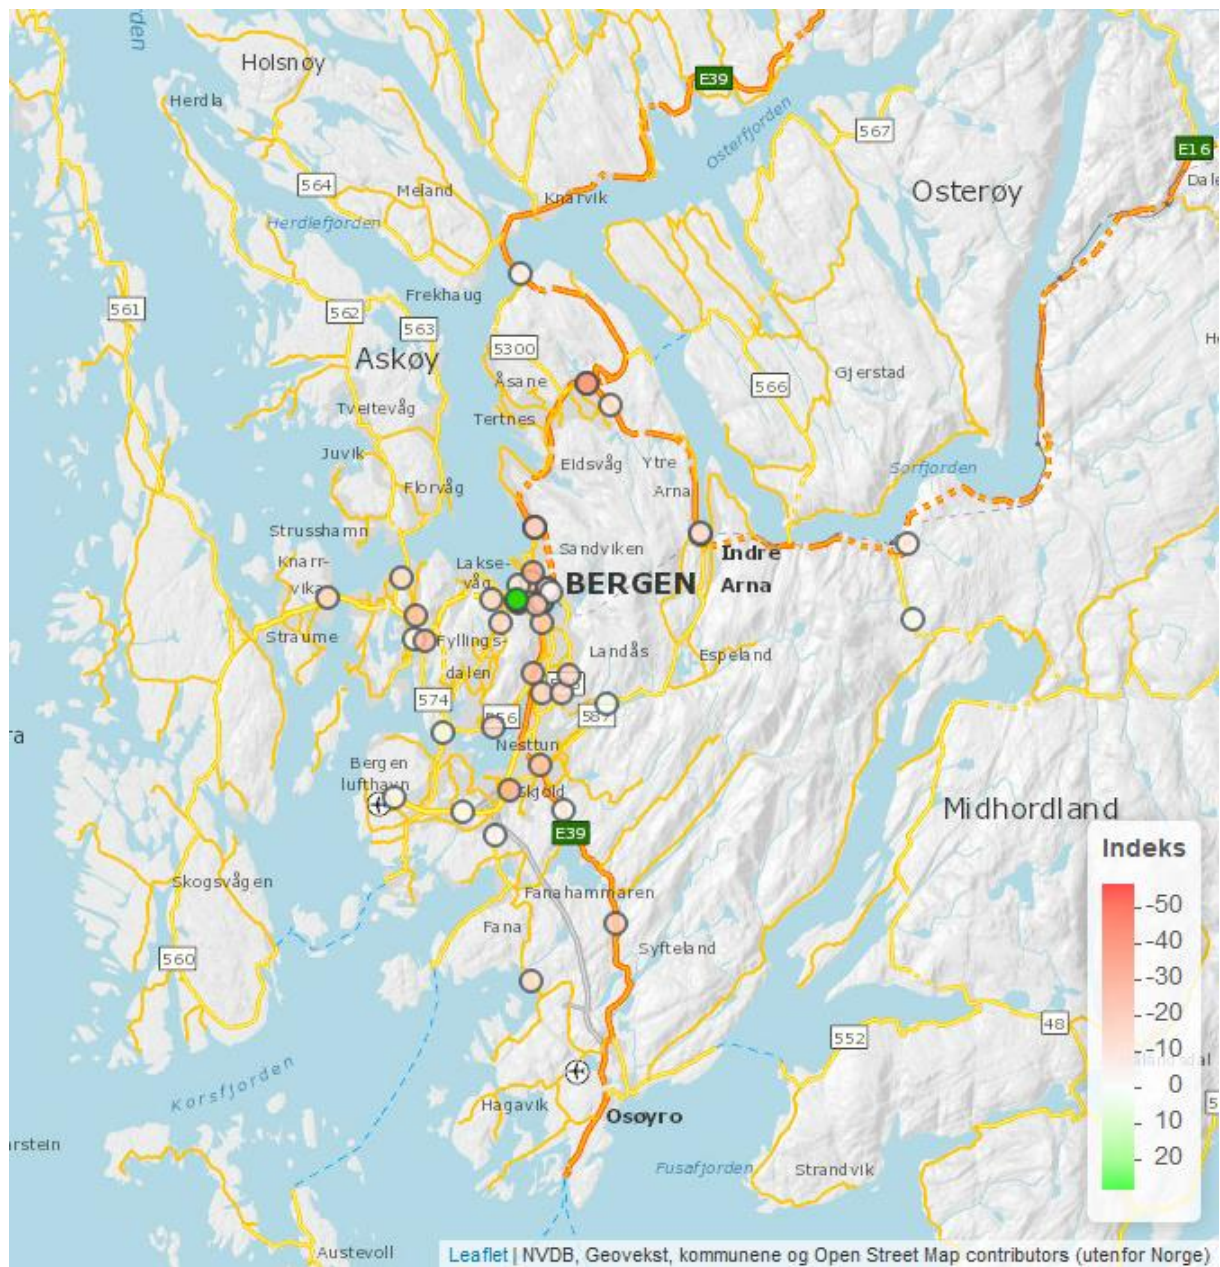 Holsnøy
Herdla
E39
567
E16
Dale
Osterfjorden
564
Meland
Knarvik
Osterøy
Herdlefjorden
Frekhaug
561
562
563
5300
Askøy
Åsane
566
Gjerstad
Tveitevåg
Tertnes
Juvik
Eidsvåg
Ytre
Arna
Sørfjorden
Florvåg
Strusshamn
Sandviken
Indre
Arna
Knarr-
vika
Lakse-
våg
BERGEN
Straume
Fyllings-
dalen
Landås
Espeland
574
556
587
Nesttun
Bergen
lufthavn
Skjold
Midhordland
E39
Skogsvågen
Fanahammaren
Fana
Syfteland
560
Indeks
-50
-40
-30
-20
-10
0
10
20
48
552
Korsfjorden
Hagavik
Osøyro
Fusafjorden
Strandvik
Austevoll
Leaflet | NVDB, Geovekst, kommunene og Open Street Map contributors (utenfor Norge)